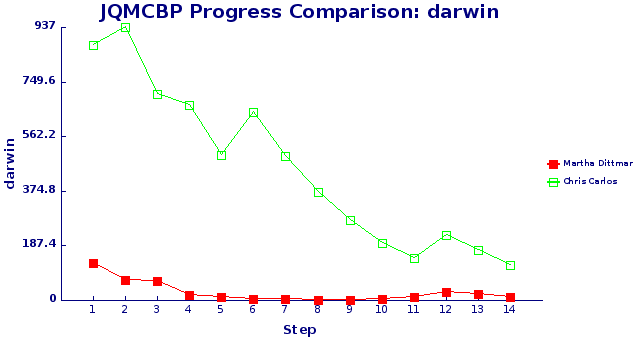 JQMCBP Progress Comparison: darwin
937
749.6
562.2
374.8
187.4
0
darwin
1 2 3 4 5 6 7 8 9 10 11 12 13 14
Step
Martha Dittmar
Chris Carlos